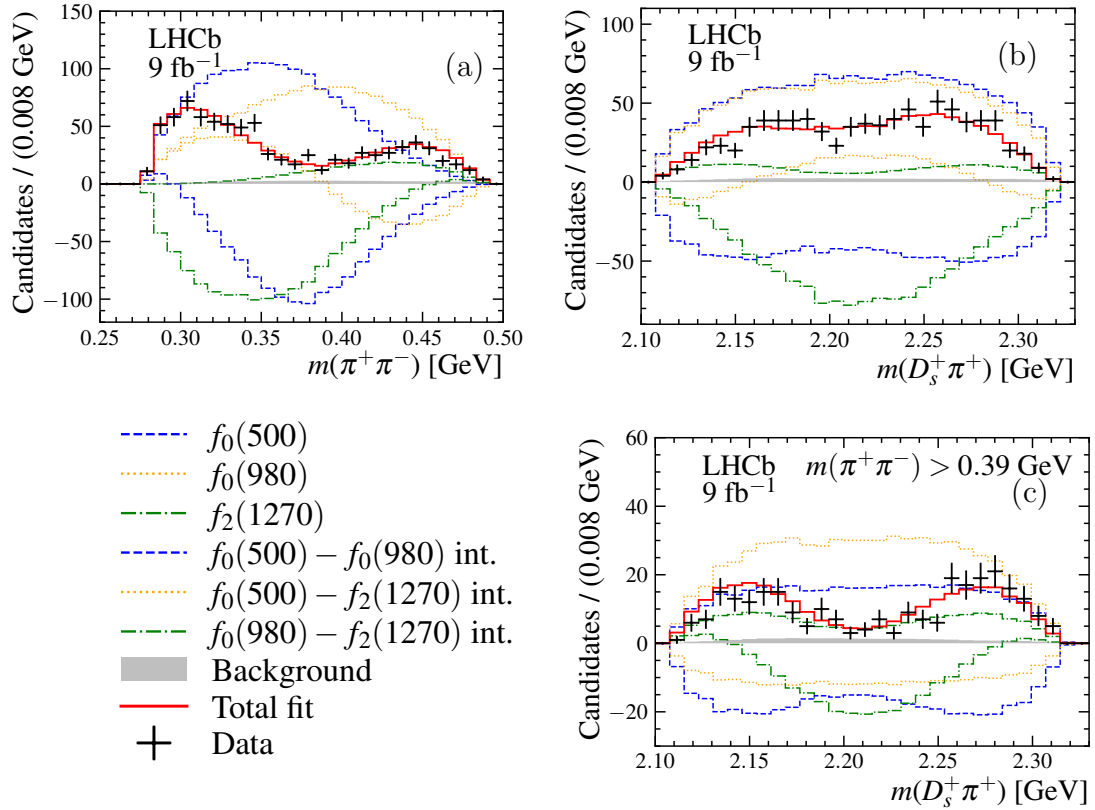 LHCb
9 fb⁻¹
(a)
Candidates / (0.008 GeV)
100
50
0
−50
−100
0.25 0.30 0.35 0.40 0.45 0.50
m(π⁺π⁻) [GeV]
LHCb
9 fb⁻¹
(b)
Candidates / (0.008 GeV)
100
50
0
−50
2.10 2.15 2.20 2.25 2.30
m(D_s⁺π⁺) [GeV]
f₀(500)
f₀(980)
f₂(1270)
f₀(500) − f₀(980) int.
f₀(500) − f₂(1270) int.
f₀(980) − f₂(1270) int.
Background
Total fit
Data
LHCb m(π⁺π⁻) > 0.39 GeV
9 fb⁻¹
(c)
Candidates / (0.008 GeV)
60
40
20
0
−20
2.10 2.15 2.20 2.25 2.30
m(D_s⁺π⁺) [GeV]